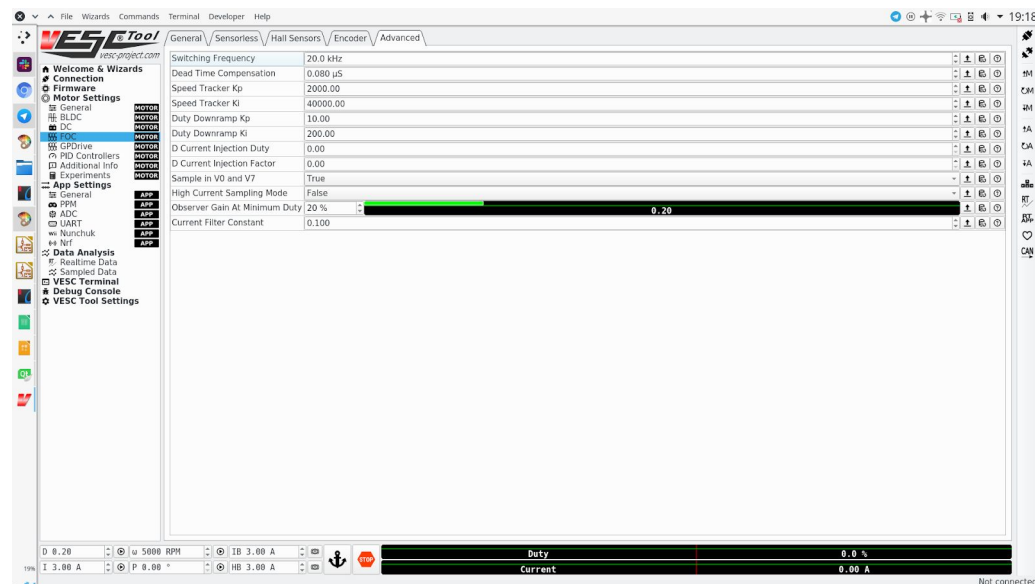 File Wizards Commands Terminal Developer Help
19:18
VESC® Tool
vesc-project.com
General Sensorless Hall Sensors Encoder Advanced
Welcome & Wizards
Connection
Firmware
Motor Settings
General MOTOR
BLDC MOTOR
DC MOTOR
FOC MOTOR
GPDrive MOTOR
PID Controllers MOTOR
Additional Info MOTOR
Experiments MOTOR
App Settings
General APP
PPM APP
ADC APP
UART APP
Wii Nunchuk APP
Nrf APP
Data Analysis
RT Realtime Data
Sampled Data
VESC Terminal
Debug Console
VESC Tool Settings
Switching Frequency 20.0 kHz
Dead Time Compensation 0.080 µS
Speed Tracker Kp 2000.00
Speed Tracker Ki 40000.00
Duty Downramp Kp 10.00
Duty Downramp Ki 200.00
D Current Injection Duty 0.00
D Current Injection Factor 0.00
Sample in V0 and V7 True
High Current Sampling Mode False
Observer Gain At Minimum Duty 20 % 0.20
Current Filter Constant 0.100
RT
RT APP
CAN
D 0.20 ω 5000 RPM IB 3.00 A
I 3.00 A P 0.00 ° HB 3.00 A
STOP
Duty 0.0 %
Current 0.00 A
19%
Not connected